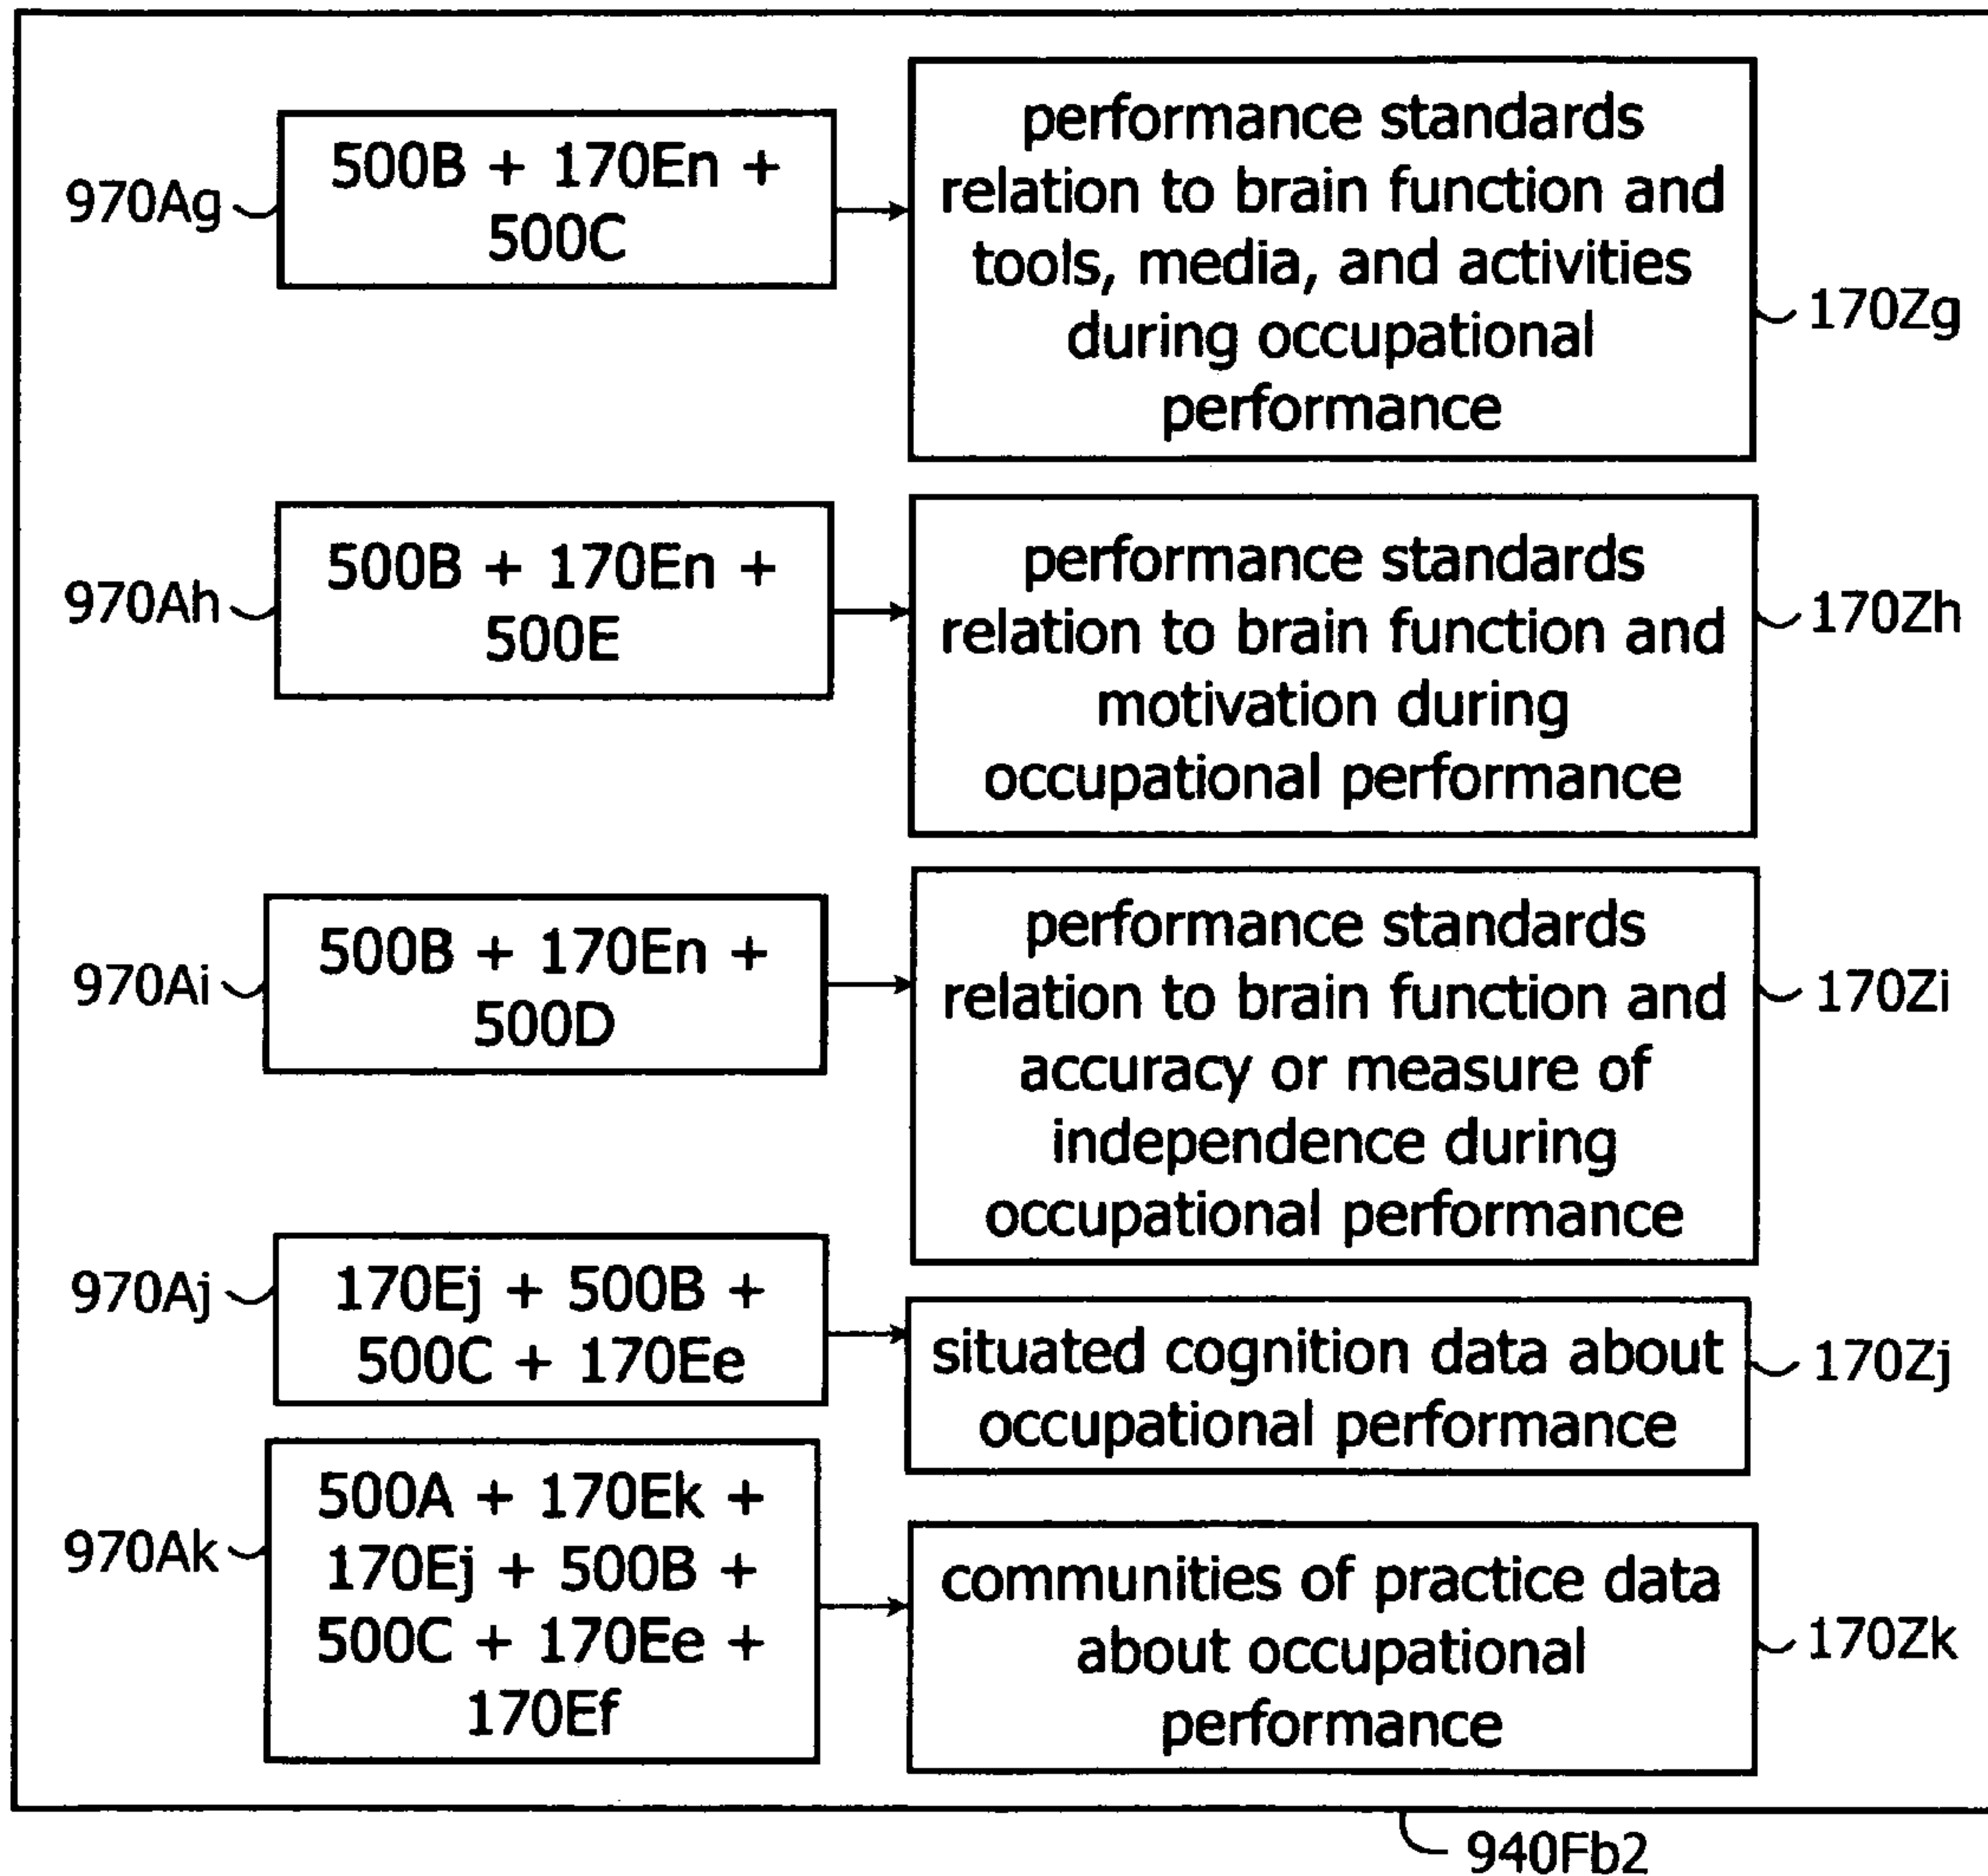 970Ag
500B + 170En +
500C
performance standards
relation to brain function and
tools, media, and activities
during occupational
performance
170Zg
970Ah
500B + 170En +
500E
performance standards
relation to brain function and
motivation during
occupational performance
170Zh
970Ai
500B + 170En +
500D
performance standards
relation to brain function and
accuracy or measure of
independence during
occupational performance
170Zi
970Aj
170Ej + 500B +
500C + 170Ee
situated cognition data about
occupational performance
170Zj
970Ak
500A + 170Ek +
170Ej + 500B +
500C + 170Ee +
170Ef
communities of practice data
about occupational
performance
170Zk
940Fb2